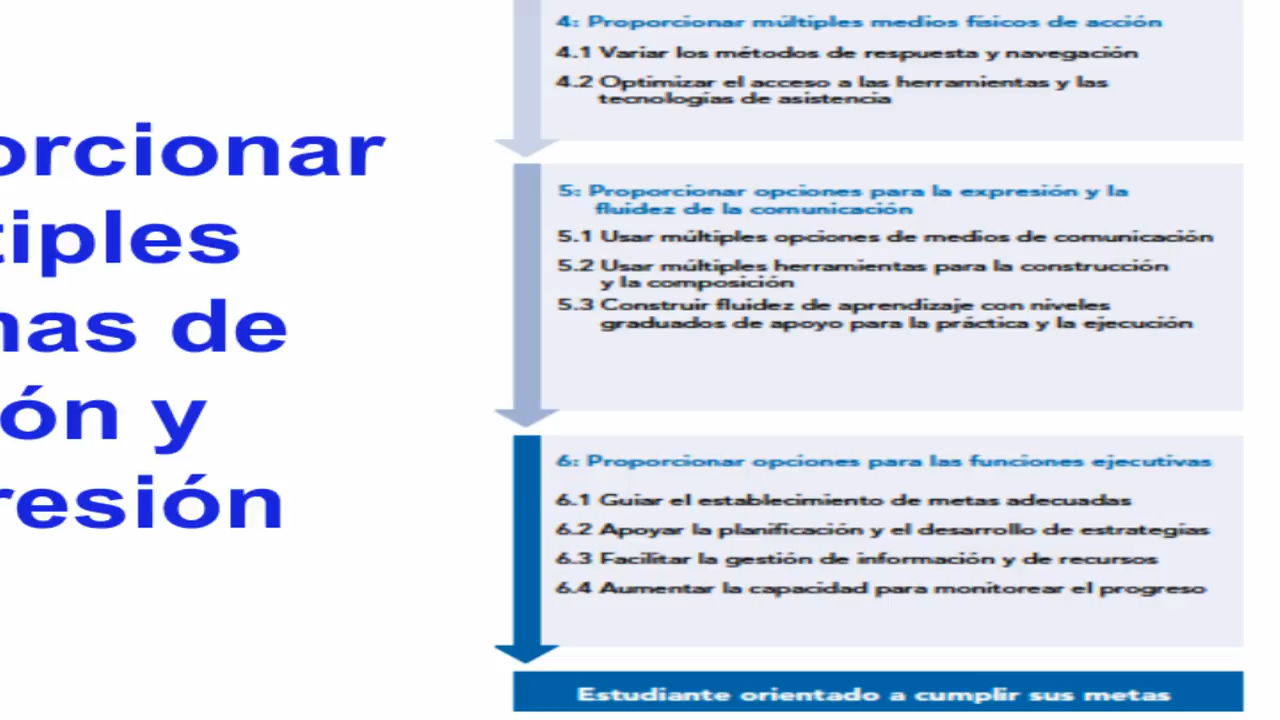 orcionar
tiples
mas de
ón y
resión
4: Proporcionar múltiples medios físicos de acción
4.1 Variar los métodos de respuesta y navegación
4.2 Optimizar el acceso a las herramientas y las
tecnologías de asistencia
5: Proporcionar opciones para la expresión y la
fluidez de la comunicación
5.1 Usar múltiples opciones de medios de comunicación
5.2 Usar múltiples herramientas para la construcción
y la composición
5.3 Construir fluidez de aprendizaje con niveles
graduados de apoyo para la práctica y la ejecución
6: Proporcionar opciones para las funciones ejecutivas
6.1 Guiar el establecimiento de metas adecuadas
6.2 Apoyar la planificación y el desarrollo de estrategias
6.3 Facilitar la gestión de información y de recursos
6.4 Aumentar la capacidad para monitorear el progreso
Estudiante orientado a cumplir sus metas